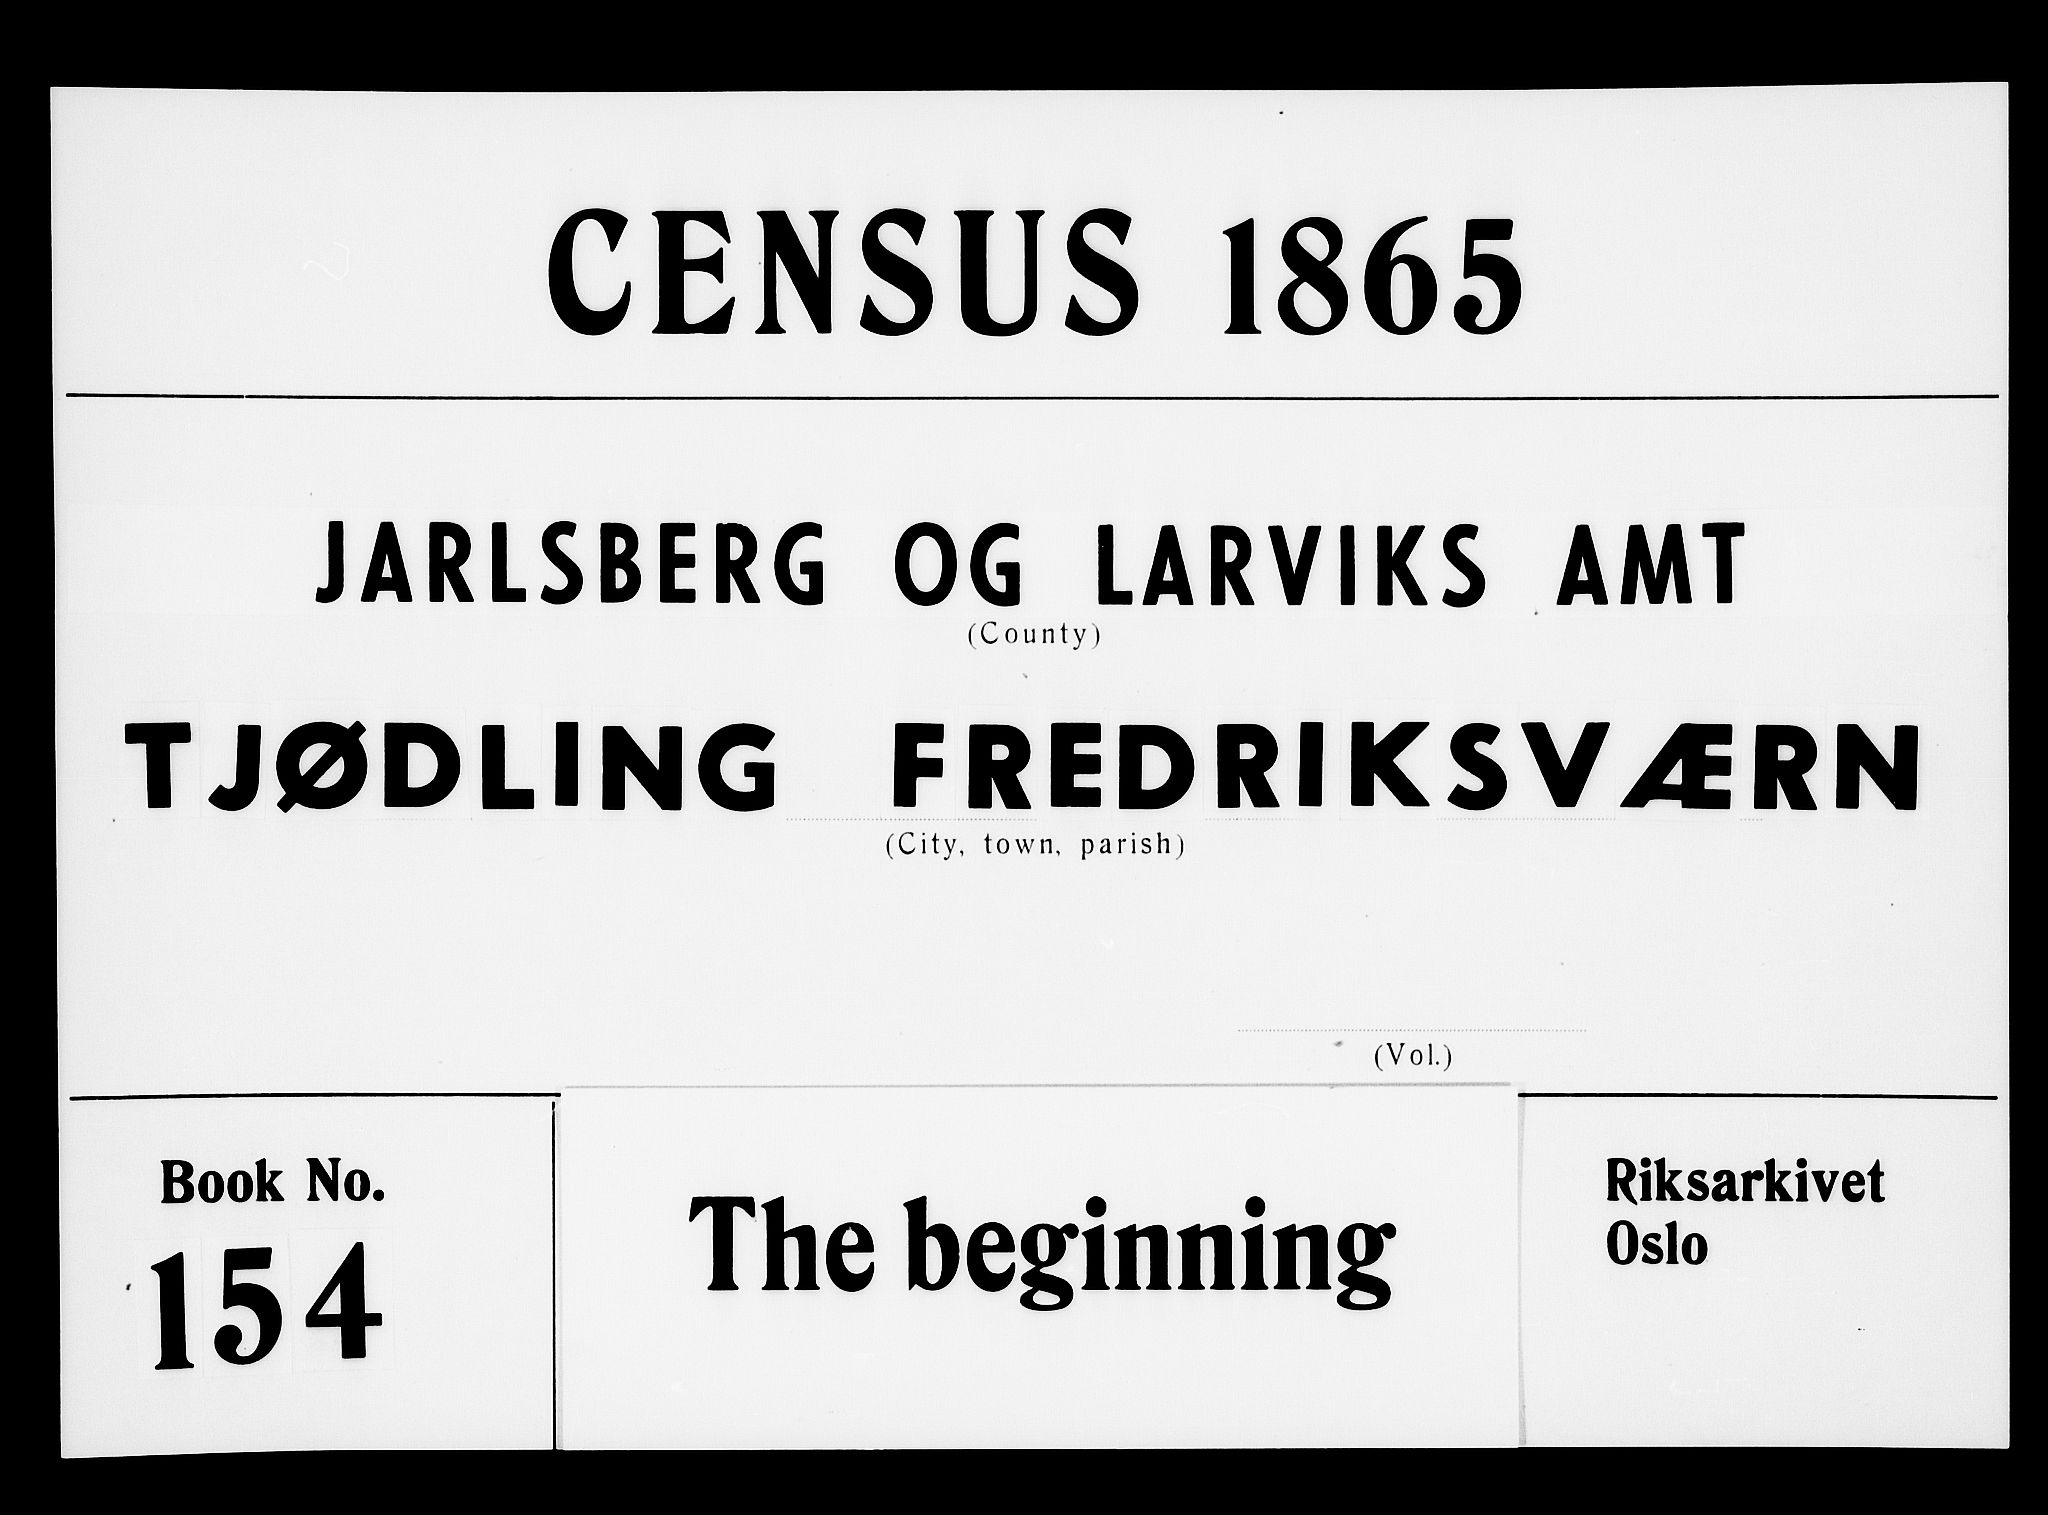 CENSUS 1865
JARLSBERG OG LARVIKS AMT
(County)
TJØDLING FREDRIKSVÆRN
(City, town, parish)
(Vol.)
Book No.
154
The beginning
Riksarkivet
Oslo